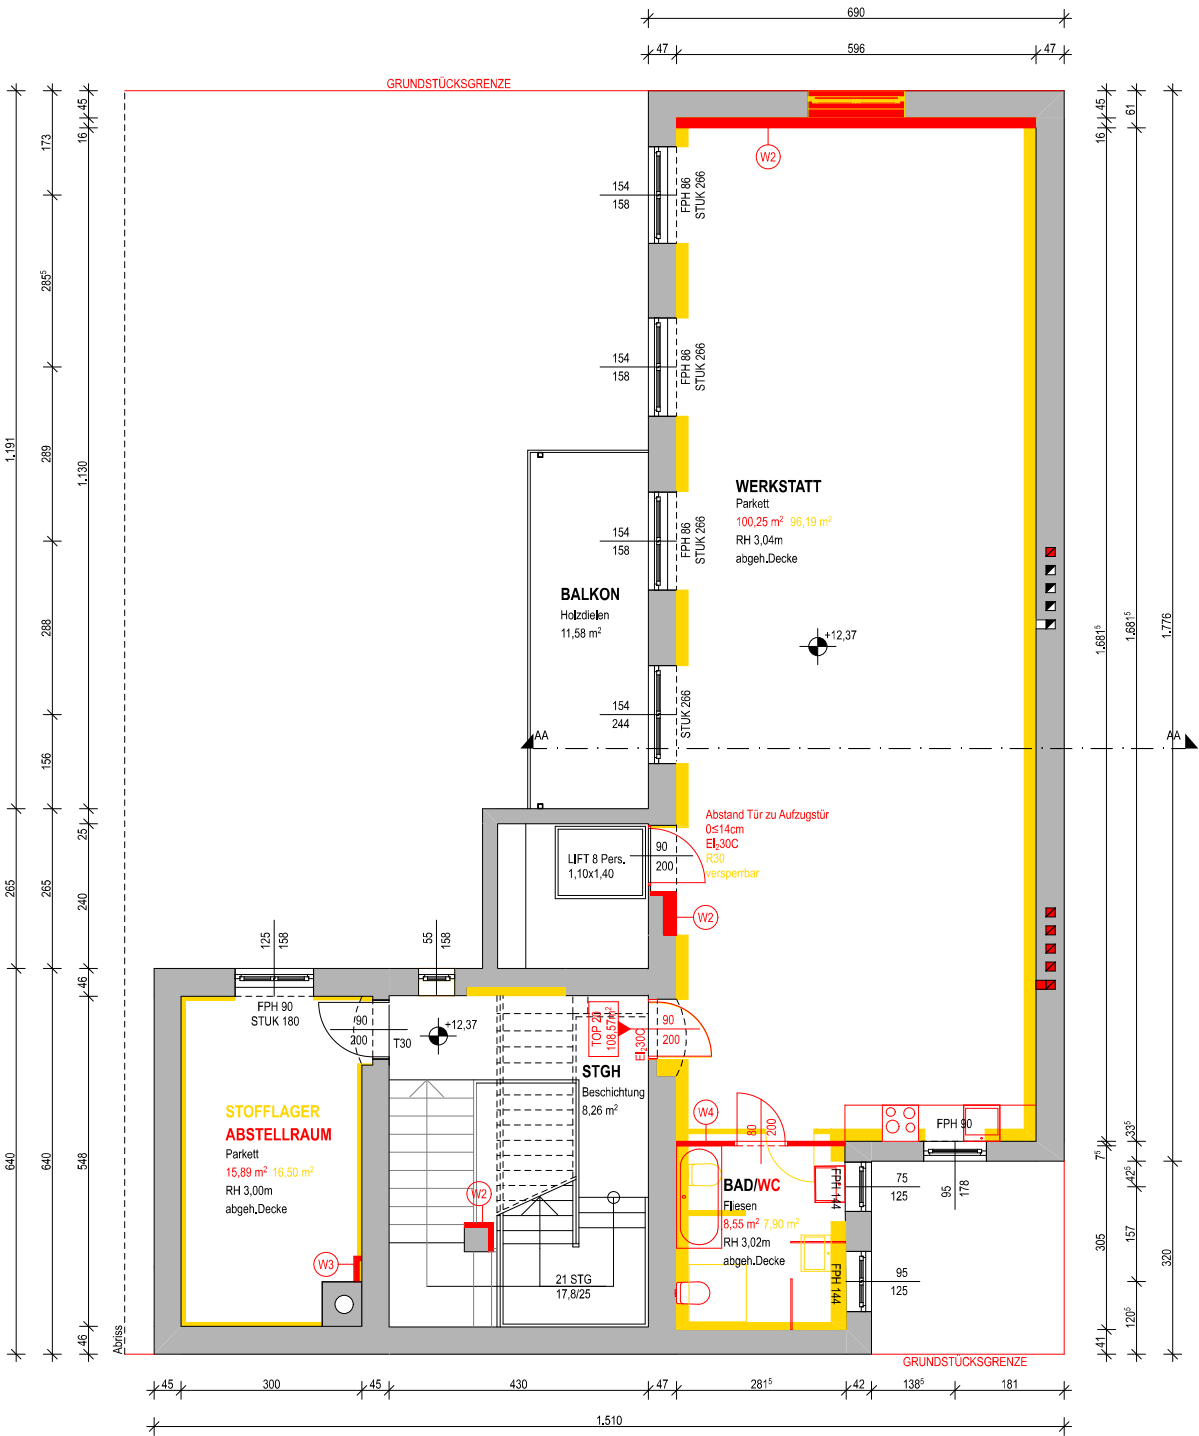 690
47 596 47
GRUNDSTÜCKSGRENZE
45
16
173
285⁵
289
288
156
1.191
1.130
25
265
265
240
46
640
640
548
46
Abriss
45
61
16
1.681⁵
1.681⁵
1.776
33⁵
7⁵
42⁵
305
157
320
120⁵
41
W2
154
158
FPH 86
STUK 266
154
158
FPH 86
STUK 266
154
158
FPH 86
STUK 266
154
244
STUK 266
WERKSTATT
Parkett
100,25 m² 96,19 m²
RH 3,04m
abgeh.Decke
+12,37
BALKON
Holzdielen
11,58 m²
AA
AA
Abstand Tür zu Aufzugstür
0≤14cm
EI₂30C
R30
versperrbar
LIFT 8 Pers.
1,10x1,40
90
200
W2
125
158
55
158
FPH 90
STUK 180
90
200
T30
+12,37
TOP 20
108,57m²
EI₂30C
90
200
STGH
Beschichtung
8,26 m²
STOFFLAGER
ABSTELLRAUM
Parkett
15,89 m² 16,50 m²
RH 3,00m
abgeh.Decke
W2
W3
21 STG
17,8/25
W4
80
200
BAD/WC
Fliesen
8,55 m² 7,90 m²
RH 3,02m
abgeh.Decke
FPH 90
95
178
FPH 144
75
125
FPH 144
95
125
GRUNDSTÜCKSGRENZE
45 300 45 430 47 281⁵ 42 138⁵ 181
1.510